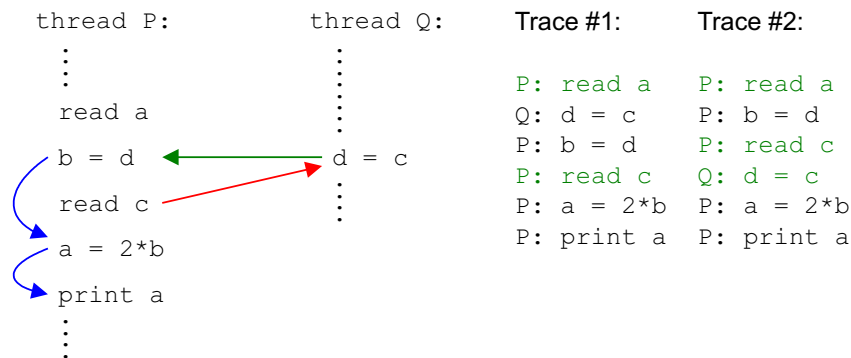 thread P:
read a
b = d
read c
a = 2*b
print a
thread Q:
d = c
Trace #1:
P: read a
Q: d = c
P: b = d
P: read c
P: a = 2*b
P: print a
Trace #2:
P: read a
P: b = d
P: read c
Q: d = c
P: a = 2*b
P: print a